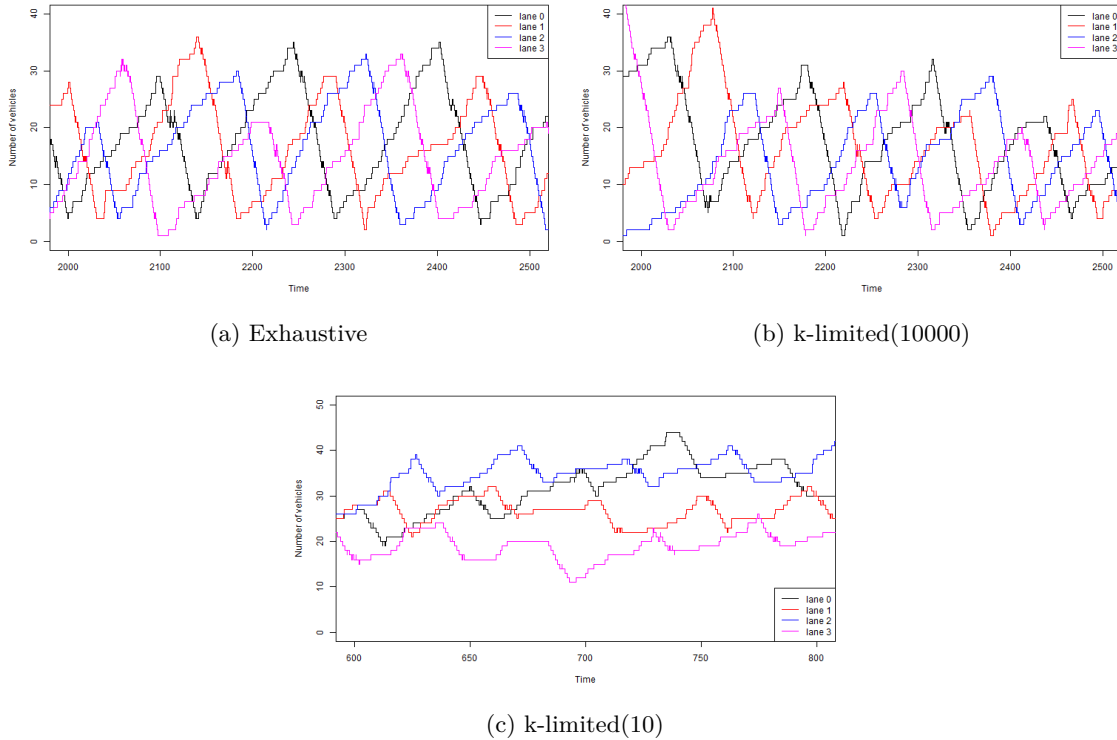 Number of vehicles
40
30
20
10
0
lane 0
lane 1
lane 2
lane 3
2000 2100 2200 2300 2400 2500
Time
(a) Exhaustive
Number of vehicles
40
30
20
10
0
lane 0
lane 1
lane 2
lane 3
2000 2100 2200 2300 2400 2500
Time
(b) k-limited(10000)
Number of vehicles
50
40
30
20
10
0
lane 0
lane 1
lane 2
lane 3
600 650 700 750 800
Time
(c) k-limited(10)